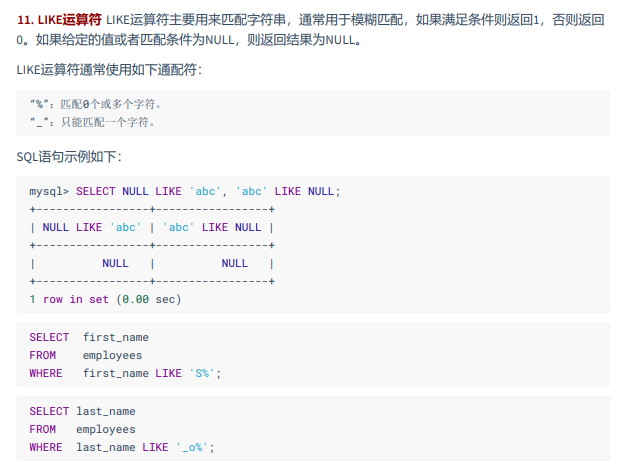 11. LIKE运算符 LIKE运算符主要用来匹配字符串，通常用于模糊匹配，如果满足条件则返回1，否则返回
0。如果给定的值或者匹配条件为NULL，则返回结果为NULL。
LIKE运算符通常使用如下通配符：
“%”：匹配0个或多个字符。
“_”：只能匹配一个字符。
SQL语句示例如下：
mysql> SELECT NULL LIKE 'abc', 'abc' LIKE NULL;
+-----------------+-----------------+
| NULL LIKE 'abc' | 'abc' LIKE NULL |
+-----------------+-----------------+
|          NULL   |          NULL   |
+-----------------+-----------------+
1 row in set (0.00 sec)
SELECT  first_name
FROM    employees
WHERE   first_name LIKE 'S%';
SELECT last_name
FROM   employees
WHERE  last_name LIKE '_o%';